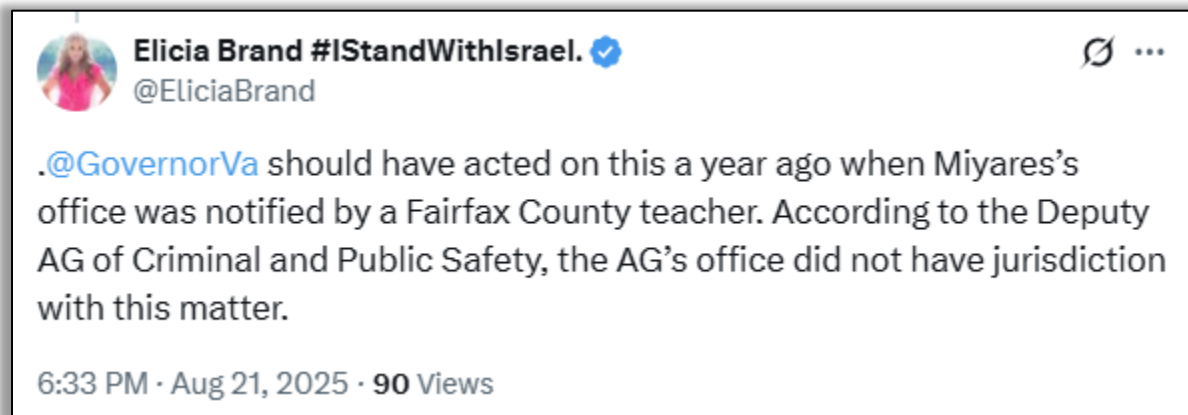 Elicia Brand #IStandWithIsrael.
@EliciaBrand
.@GovernorVa should have acted on this a year ago when Miyares’s
office was notified by a Fairfax County teacher. According to the Deputy
AG of Criminal and Public Safety, the AG’s office did not have jurisdiction
with this matter.
6:33 PM · Aug 21, 2025 · 90 Views